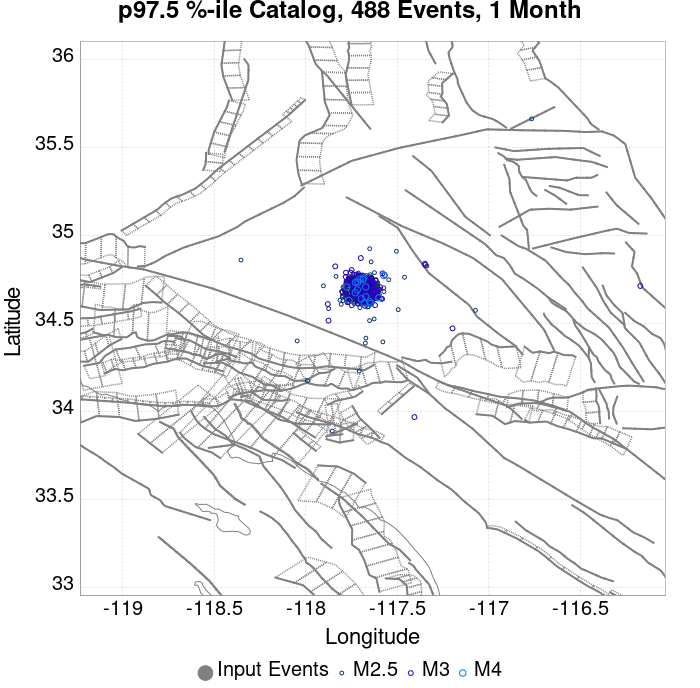 p97.5 %-ile Catalog, 488 Events, 1 Month
36
35.5
35
34.5
34
33.5
33
Latitude
-119 -118.5 -118 -117.5 -117 -116.5
Longitude
Input Events M2.5 M3 M4